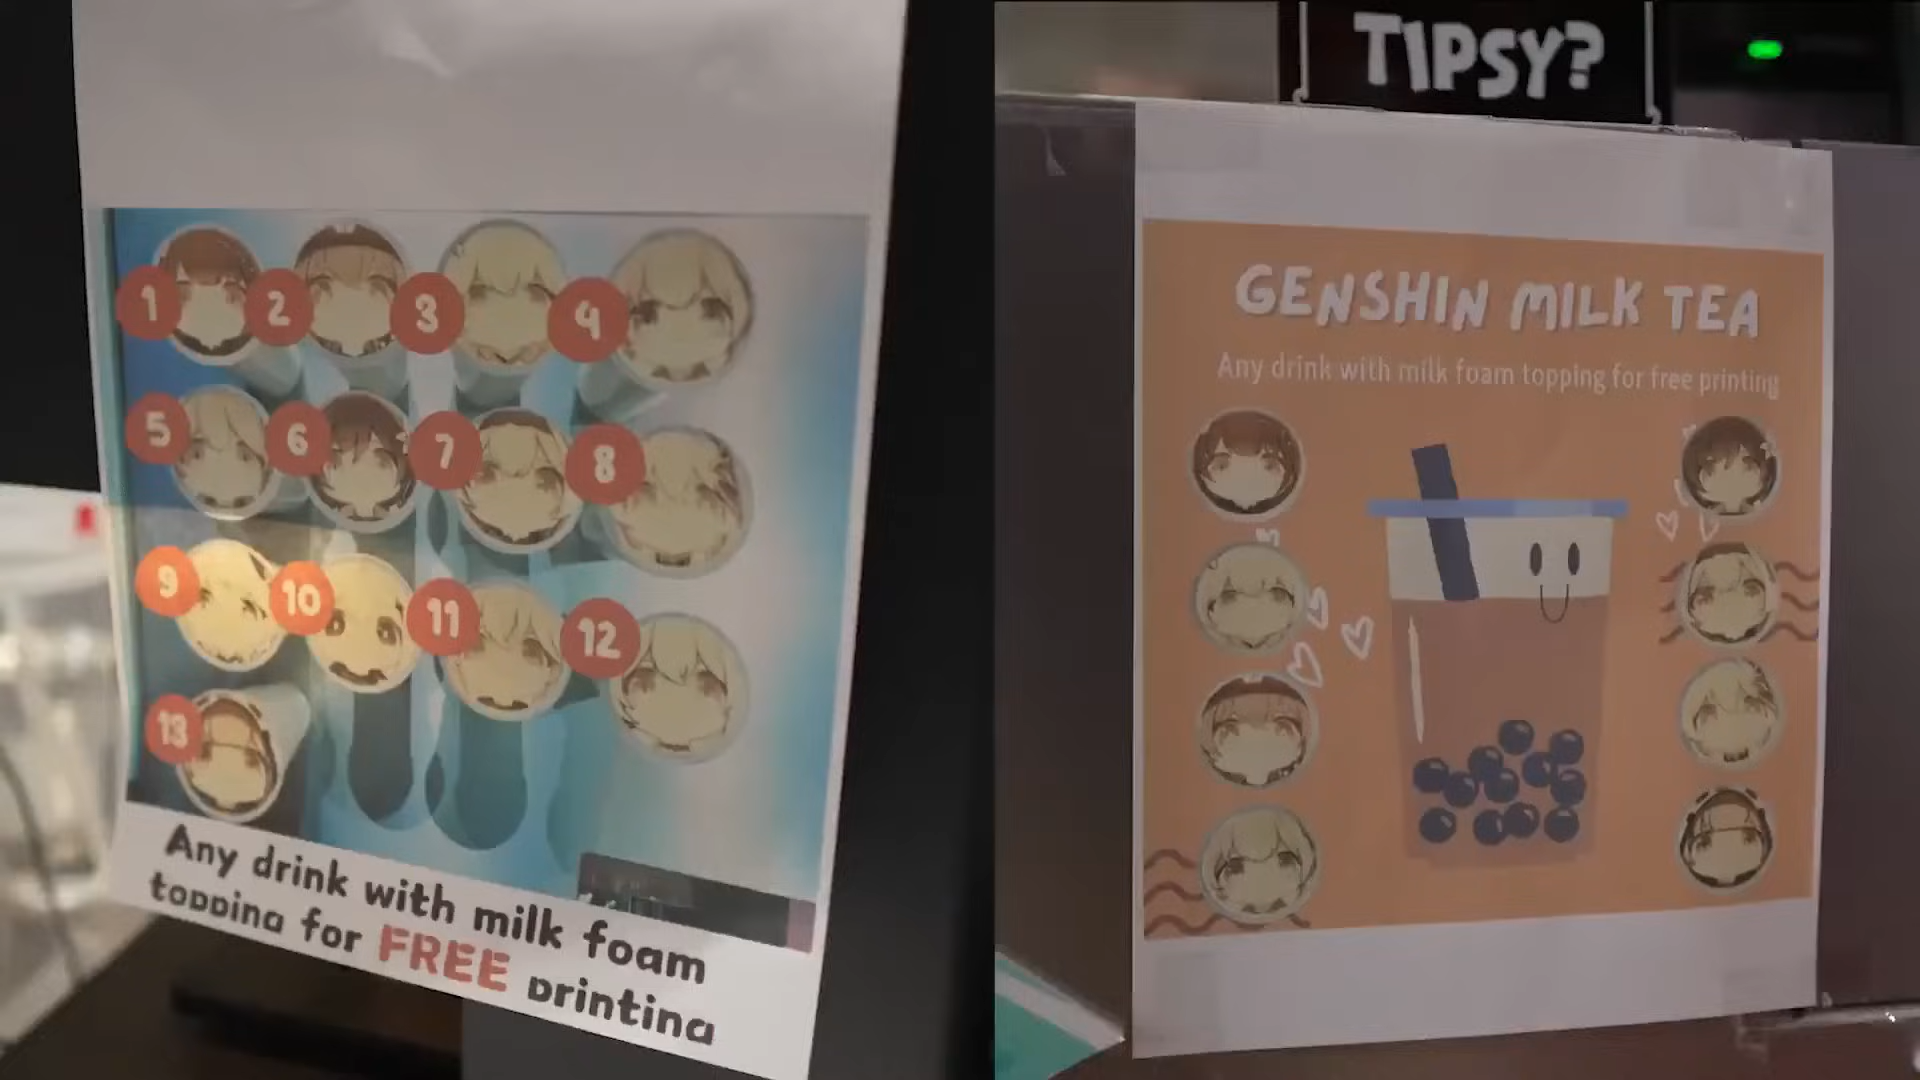 1 2 3 4
5 6 7 8
9 10 11 12
13
Any drink with milk foam
topping for FREE printing
TIPSY?
GENSHIN MILK TEA
Any drink with milk foam topping for free printing